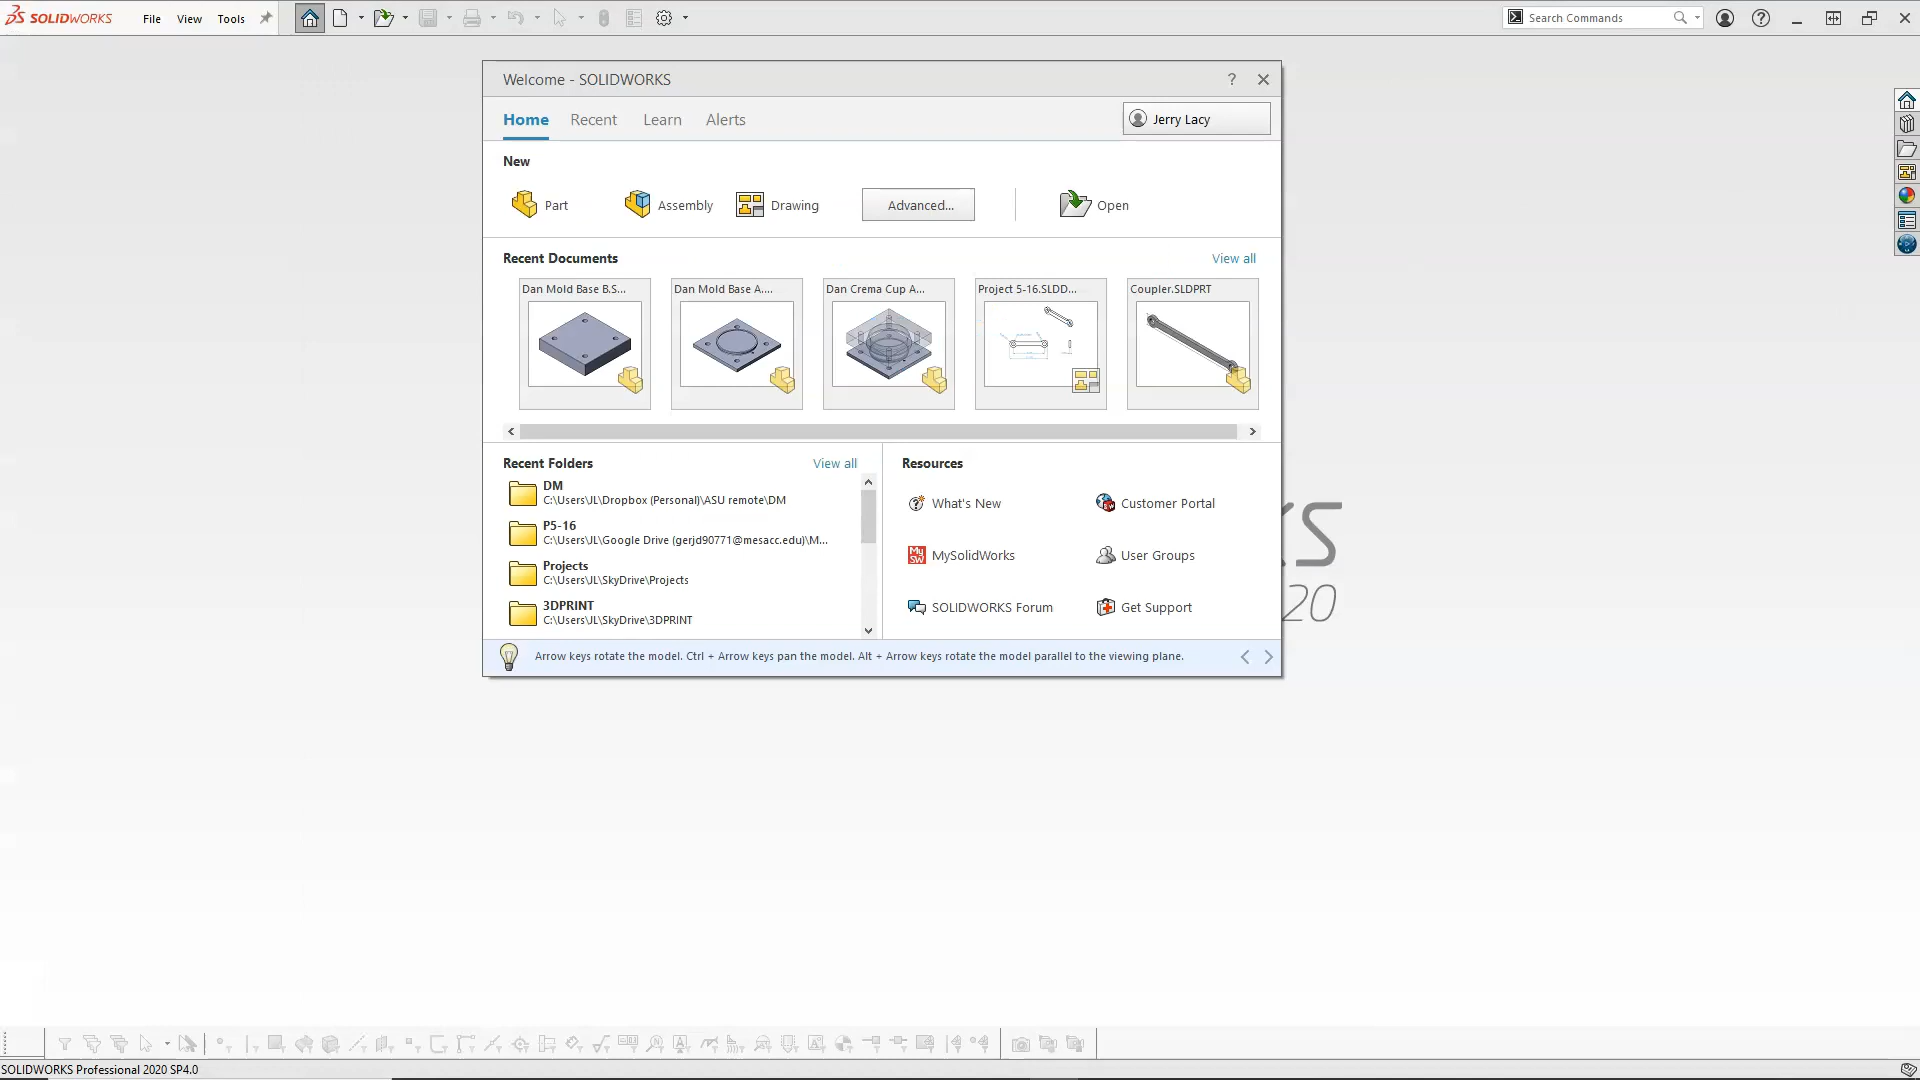 SOLIDWORKS File View Tools Search Commands
Welcome - SOLIDWORKS ?
Home Recent Learn Alerts Jerry Lacy
New
Part Assembly Drawing Advanced... Open
Recent Documents View all
Dan Mold Base B.S... Dan Mold Base A.... Dan Crema Cup A... Project 5-16.SLDD... Coupler.SLDPRT
Recent Folders View all Resources
DM
C:\Users\JL\Dropbox (Personal)\ASU remote\DM
What's New Customer Portal
P5-16
C:\Users\JL\Google Drive (gerjd90771@mesacc.edu)\M...
MySolidWorks User Groups
Projects
C:\Users\JL\SkyDrive\Projects
3DPRINT
C:\Users\JL\SkyDrive\3DPRINT
SOLIDWORKS Forum Get Support
KS
20
Arrow keys rotate the model. Ctrl + Arrow keys pan the model. Alt + Arrow keys rotate the model parallel to the viewing plane.
SOLIDWORKS Professional 2020 SP4.0